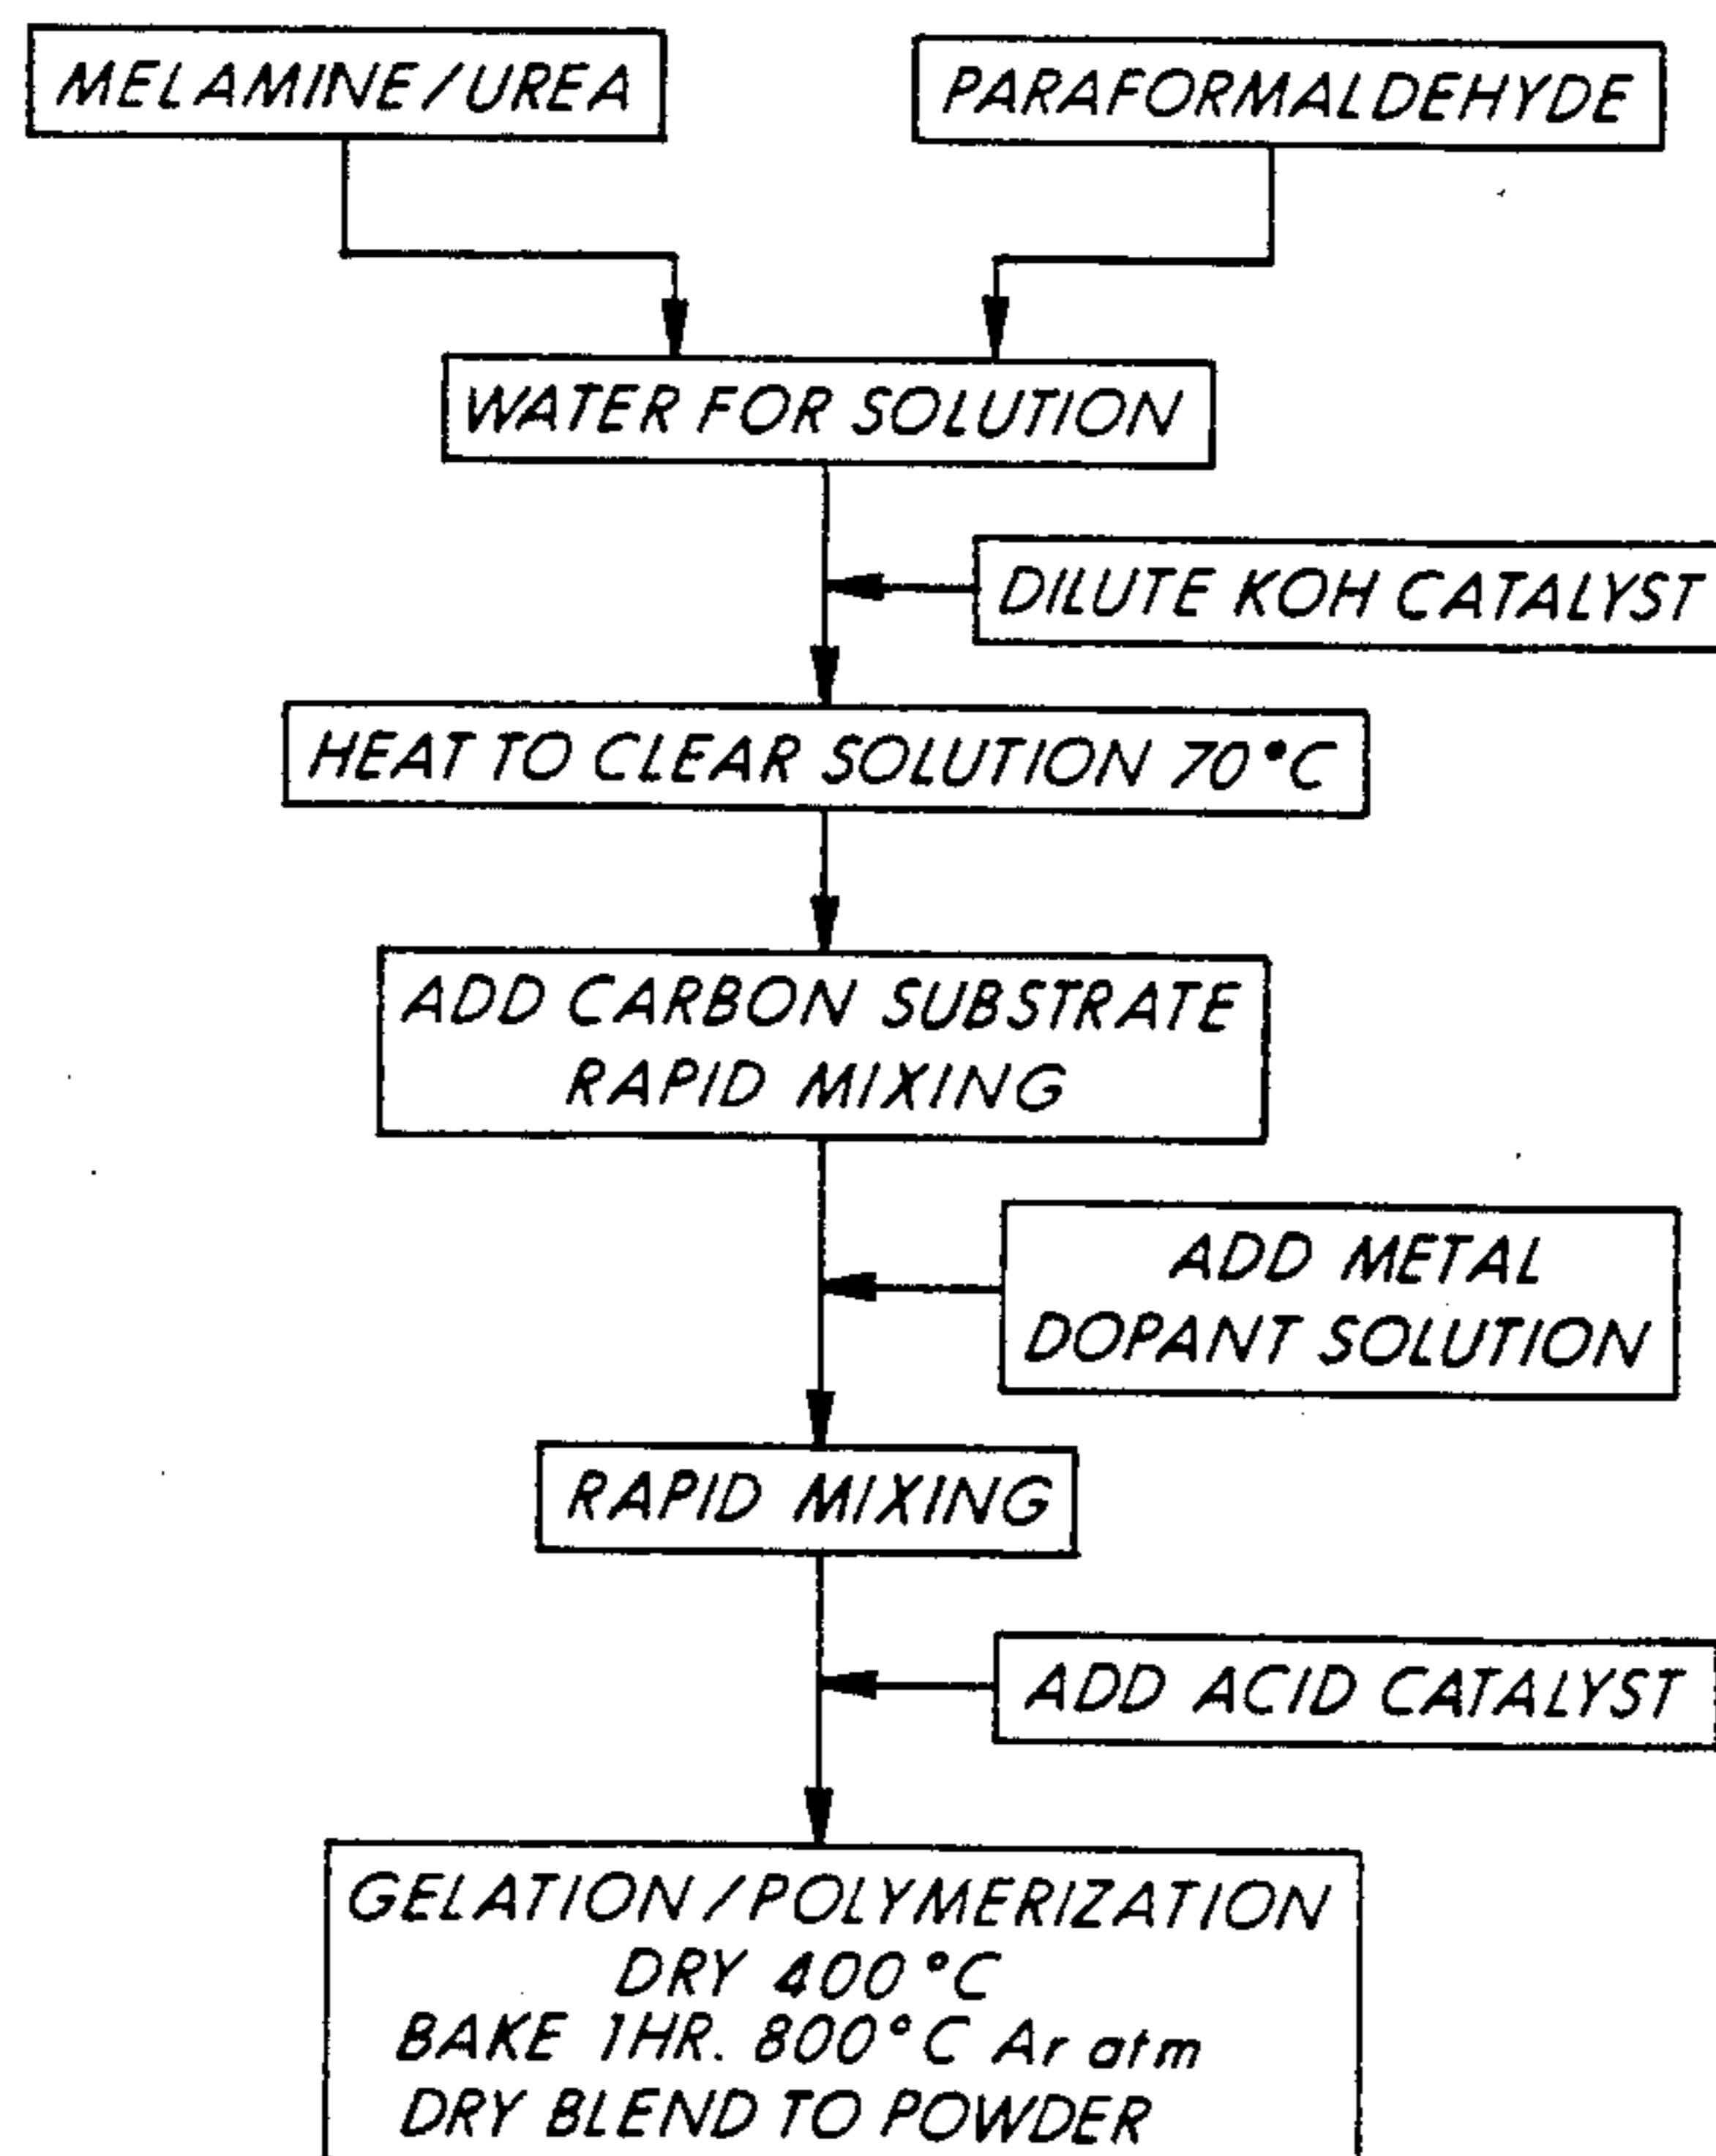 MELAMINE/UREA
PARAFORMALDEHYDE
WATER FOR SOLUTION
DILUTE KOH CATALYST
HEAT TO CLEAR SOLUTION 70°C
ADD CARBON SUBSTRATE
RAPID MIXING
ADD METAL
DOPANT SOLUTION
RAPID MIXING
ADD ACID CATALYST
GELATION/POLYMERIZATION
DRY 400°C
BAKE 1HR. 800°C Ar atm
DRY BLEND TO POWDER